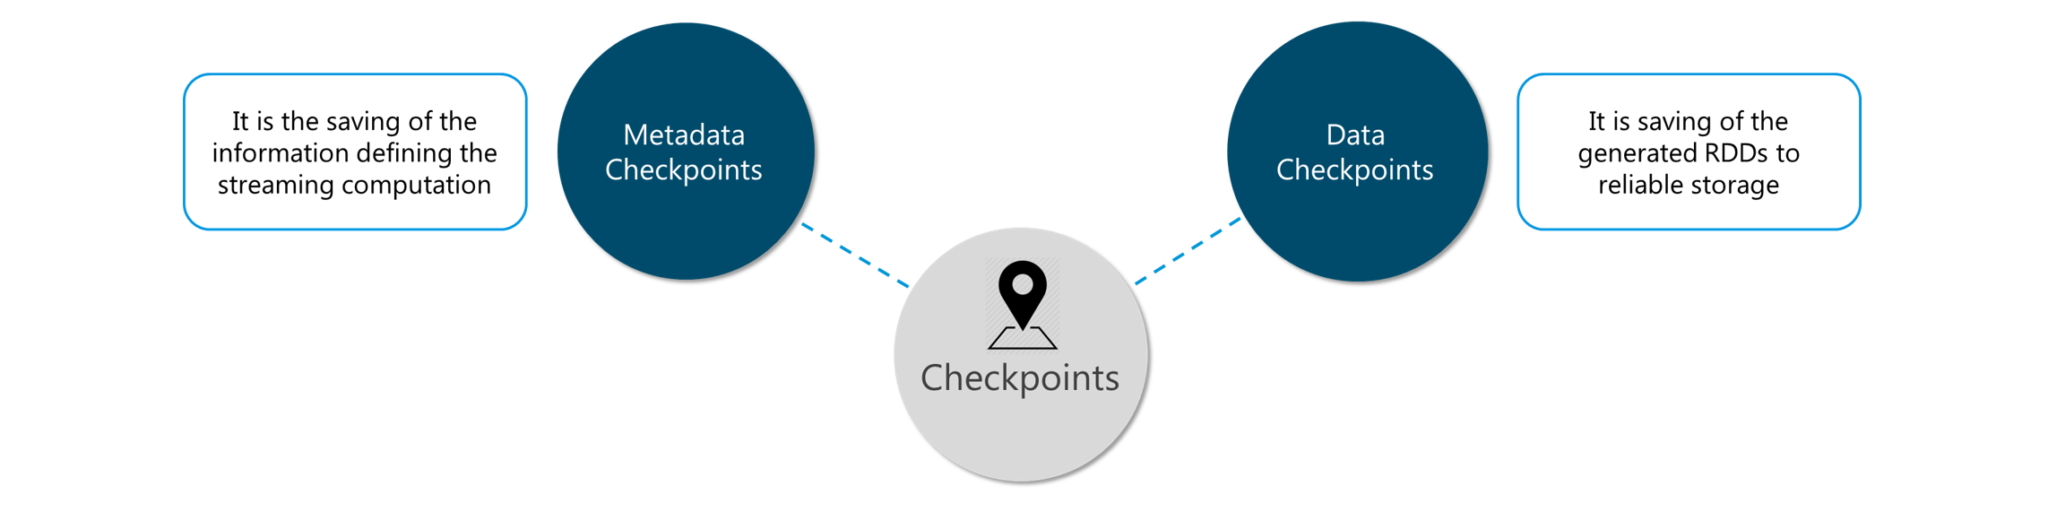 It is the saving of the
information defining the
streaming computation
Metadata
Checkpoints
Data
Checkpoints
It is saving of the
generated RDDs to
reliable storage
Checkpoints